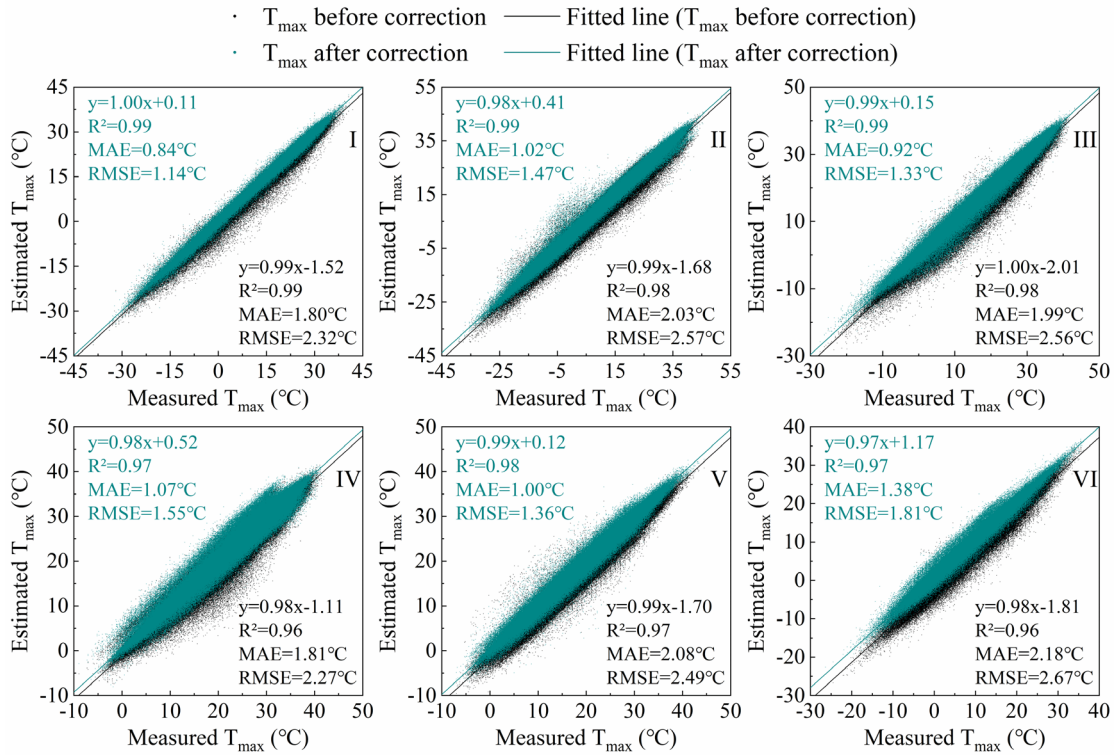 T_max before correction
Fitted line (T_max before correction)
T_max after correction
Fitted line (T_max after correction)
45
30
15
0
-15
-30
-45
Estimated T_max (℃)
y=1.00x+0.11
R²=0.99
MAE=0.84℃
RMSE=1.14℃
I
y=0.99x-1.52
R²=0.99
MAE=1.80℃
RMSE=2.32℃
-45 -30 -15 0 15 30 45
Measured T_max (℃)
55
35
15
-5
-25
-45
Estimated T_max (℃)
y=0.98x+0.41
R²=0.99
MAE=1.02℃
RMSE=1.47℃
II
y=0.99x-1.68
R²=0.98
MAE=2.03℃
RMSE=2.57℃
-45 -25 -5 15 35 55
Measured T_max (℃)
50
30
10
-10
-30
Estimated T_max (℃)
y=0.99x+0.15
R²=0.99
MAE=0.92℃
RMSE=1.33℃
III
y=1.00x-2.01
R²=0.98
MAE=1.99℃
RMSE=2.56℃
-30 -10 10 30 50
Measured T_max (℃)
50
40
30
20
10
0
-10
Estimated T_max (℃)
y=0.98x+0.52
R²=0.97
MAE=1.07℃
RMSE=1.55℃
IV
y=0.98x-1.11
R²=0.96
MAE=1.81℃
RMSE=2.27℃
-10 0 10 20 30 40 50
Measured T_max (℃)
50
40
30
20
10
0
-10
Estimated T_max (℃)
y=0.99x+0.12
R²=0.98
MAE=1.00℃
RMSE=1.36℃
V
y=0.99x-1.70
R²=0.97
MAE=2.08℃
RMSE=2.49℃
-10 0 10 20 30 40 50
Measured T_max (℃)
40
30
20
10
0
-10
-20
-30
Estimated T_max (℃)
y=0.97x+1.17
R²=0.97
MAE=1.38℃
RMSE=1.81℃
VI
y=0.98x-1.81
R²=0.96
MAE=2.18℃
RMSE=2.67℃
-30 -20 -10 0 10 20 30 40
Measured T_max (℃)